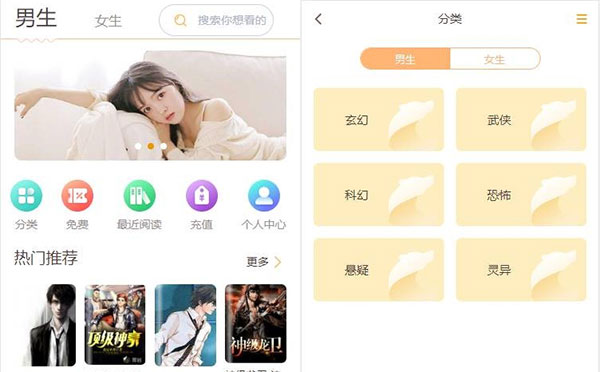 男生
女生
搜索你想看的
分类
免费
最近阅读
充值
个人中心
热门推荐
更多
顶级神豪
神级龙卫
分类
男生
女生
玄幻
武侠
科幻
恐怖
悬疑
灵异